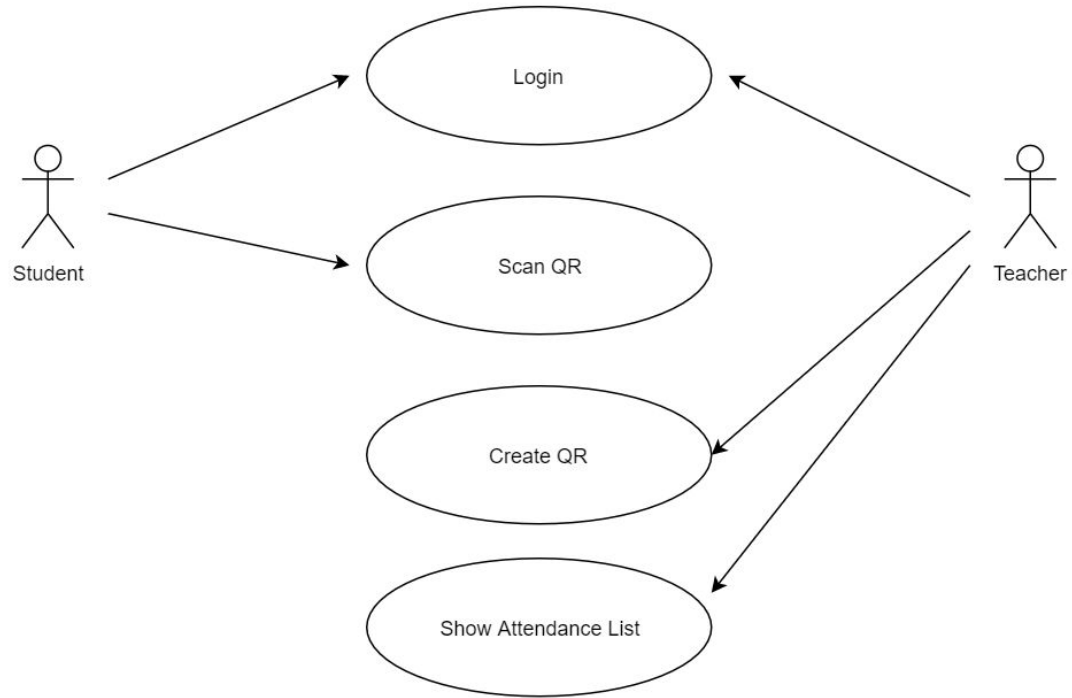 Login
Student
Scan QR
Teacher
Create QR
Show Attendance List